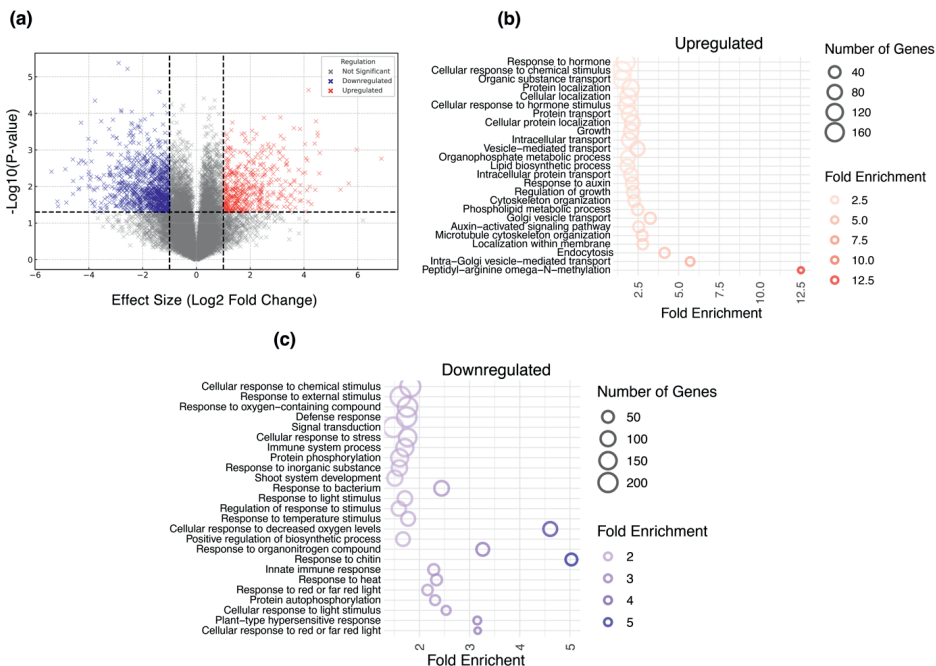 (a)
Regulation
Not Significant
Downregulated
Upregulated
5
4
3
2
1
0
-Log10(P-value)
−6
−4
−2
0
2
4
6
Effect Size (Log2 Fold Change)
(b)
Upregulated
Response to hormone
Cellular response to chemical stimulus
Organic substance transport
Protein localization
Cellular localization
Cellular response to hormone stimulus
Protein transport
Cellular protein localization
Growth
Intracellular transport
Vesicle−mediated transport
Organophosphate metabolic process
Lipid biosynthetic process
Intracellular protein transport
Response to auxin
Regulation of growth
Cytoskeleton organization
Phospholipid metabolic process
Golgi vesicle transport
Auxin−activated signaling pathway
Microtubule cytoskeleton organization
Localization within membrane
Endocytosis
Intra−Golgi vesicle−mediated transport
Peptidyl−arginine omega−N−methylation
2.5
5.0
7.5
10.0
12.5
Fold Enrichment
Number of Genes
40
80
120
160
Fold Enrichment
2.5
5.0
7.5
10.0
12.5
(c)
Downregulated
Cellular response to chemical stimulus
Response to external stimulus
Response to oxygen−containing compound
Defense response
Signal transduction
Cellular response to stress
Immune system process
Protein phosphorylation
Response to inorganic substance
Shoot system development
Response to bacterium
Response to light stimulus
Regulation of response to stimulus
Response to temperature stimulus
Cellular response to decreased oxygen levels
Positive regulation of biosynthetic process
Response to organonitrogen compound
Response to chitin
Innate immune response
Response to heat
Response to red or far red light
Protein autophosphorylation
Cellular response to light stimulus
Plant−type hypersensitive response
Cellular response to red or far red light
2
3
4
5
Fold Enrichent
Number of Genes
50
100
150
200
Fold Enrichment
2
3
4
5